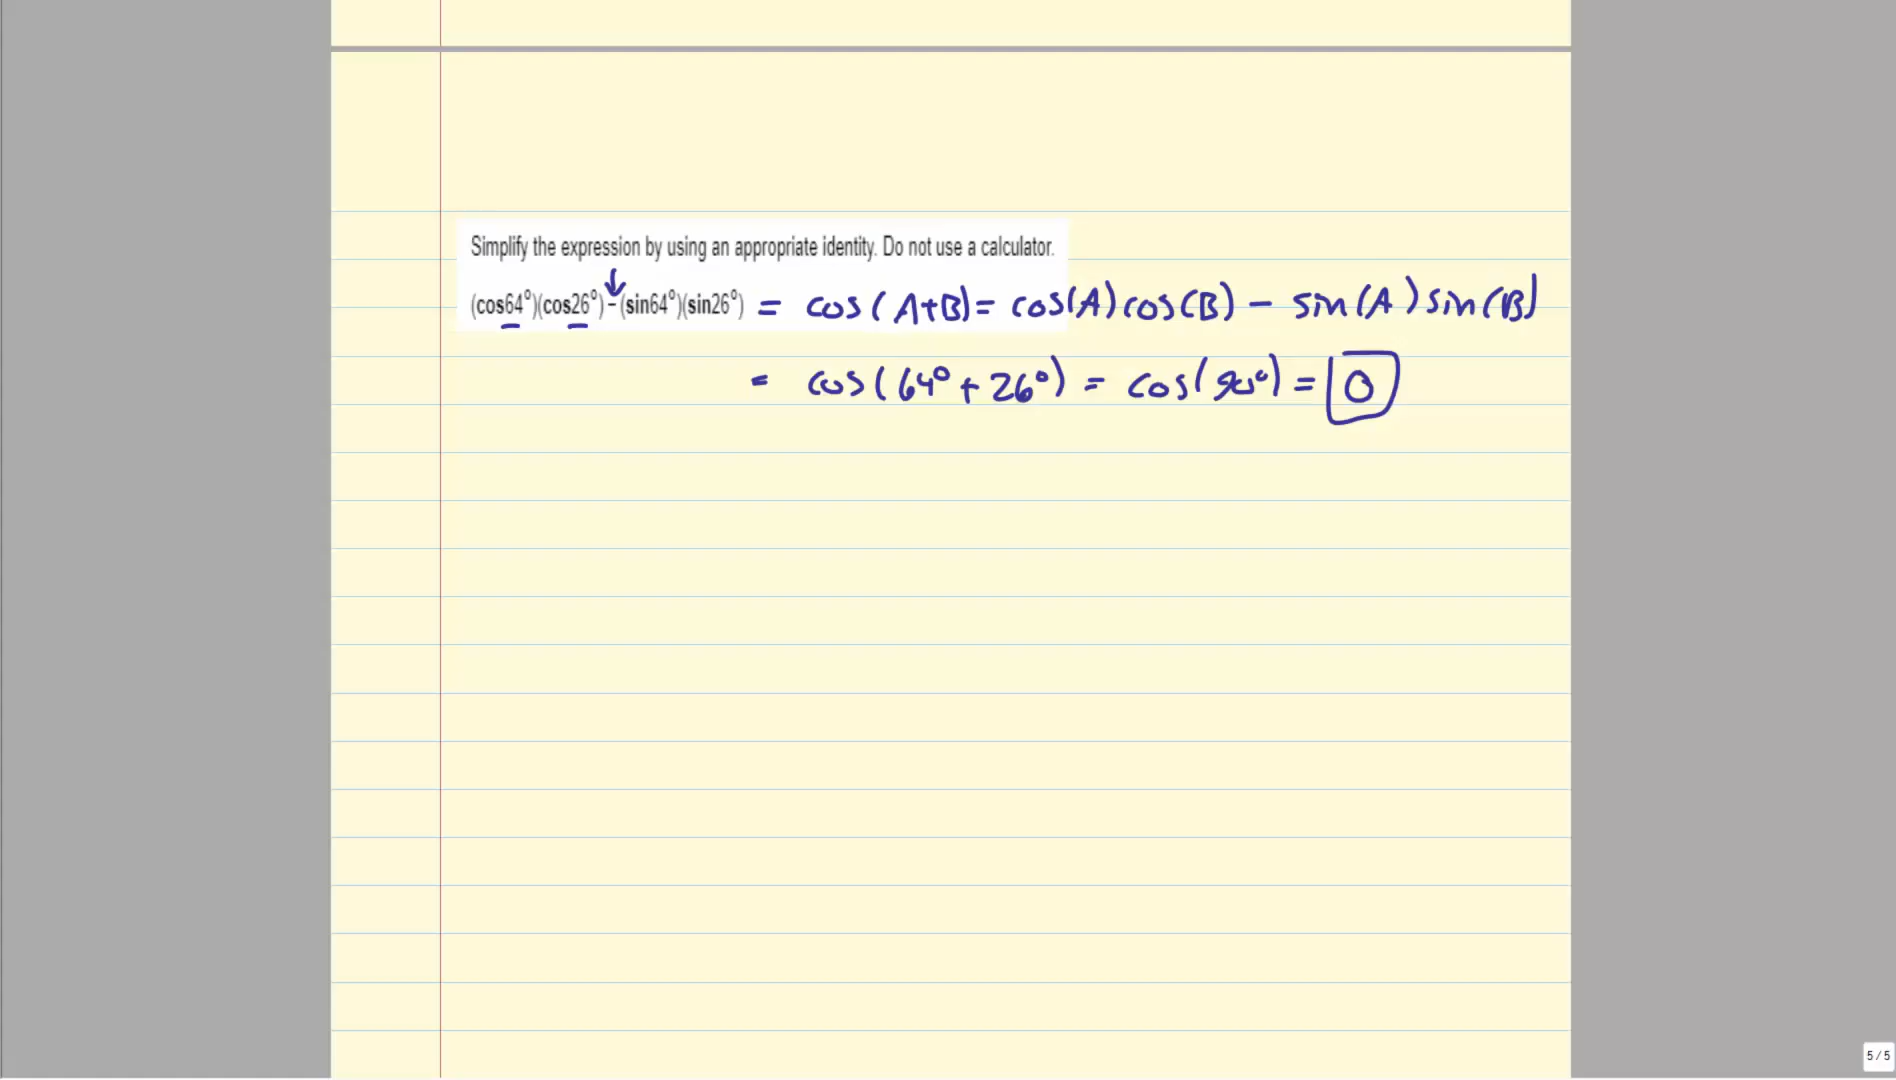 Simplify the expression by using an appropriate identity. Do not use a calculator.
(cos64°)(cos26°) − (sin64°)(sin26°) = cos(A+B) = cos(A)cos(B) − sin(A)sin(B)
= cos(64° + 26°) = cos(90°) = 0
5 / 5